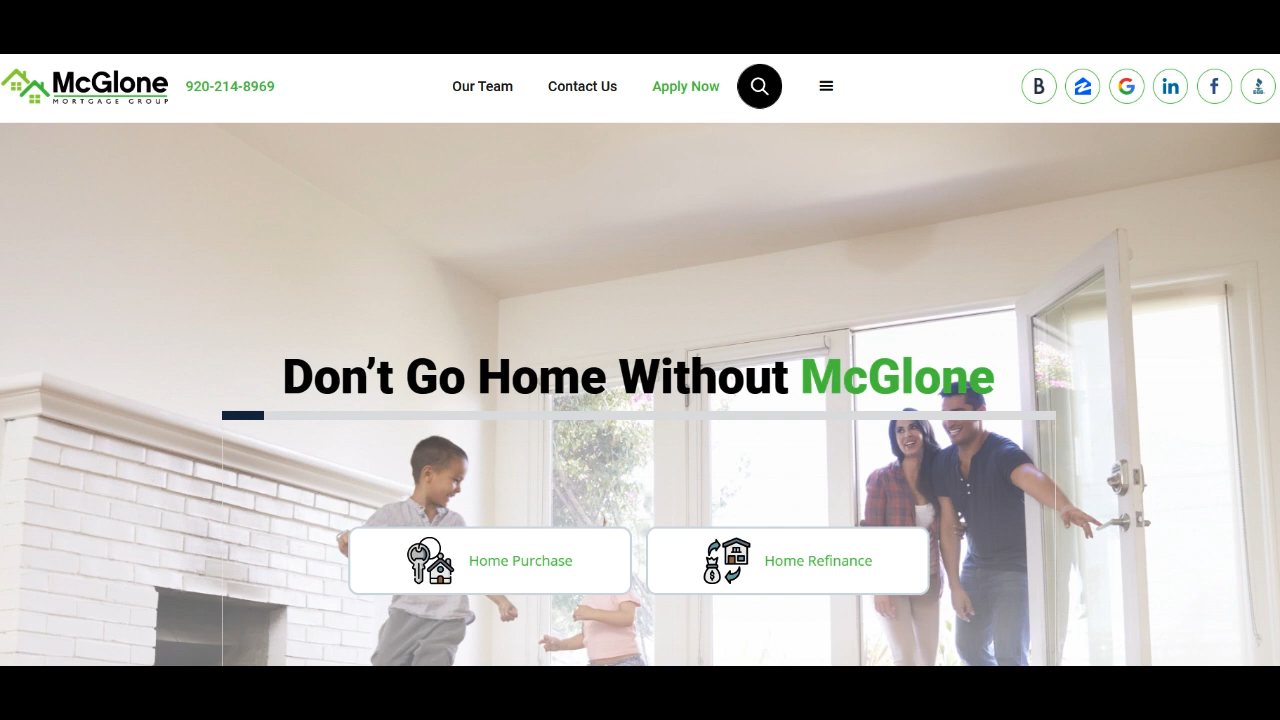 McGlone
MORTGAGE GROUP
920-214-8969
Our Team
Contact Us
Apply Now
B
Z
G
in
f
Don’t Go Home Without McGlone
Home Purchase
Home Refinance